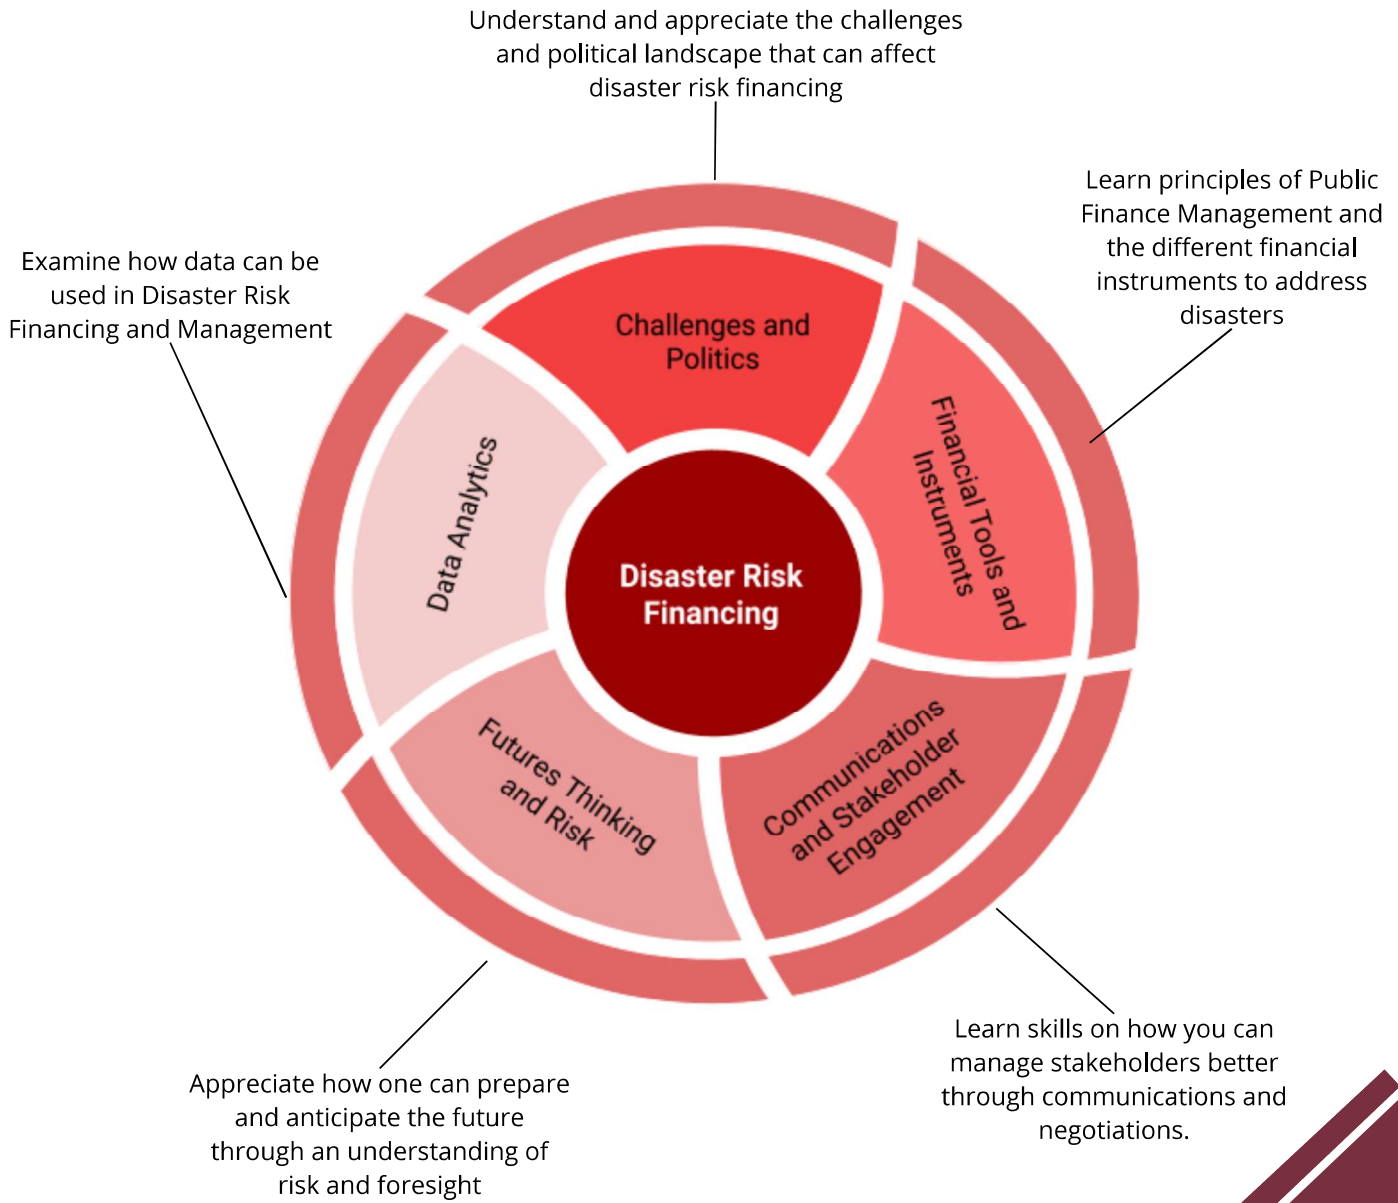 Understand and appreciate the challenges
and political landscape that can affect
disaster risk financing
Learn principles of Public
Finance Management and
the different financial
instruments to address
disasters
Examine how data can be
used in Disaster Risk
Financing and Management
Challenges and
Politics
Financial Tools and
Instruments
Data Analytics
Disaster Risk
Financing
Communications
and Stakeholder
Engagement
Futures Thinking
and Risk
Learn skills on how you can
manage stakeholders better
through communications and
negotiations.
Appreciate how one can prepare
and anticipate the future
through an understanding of
risk and foresight